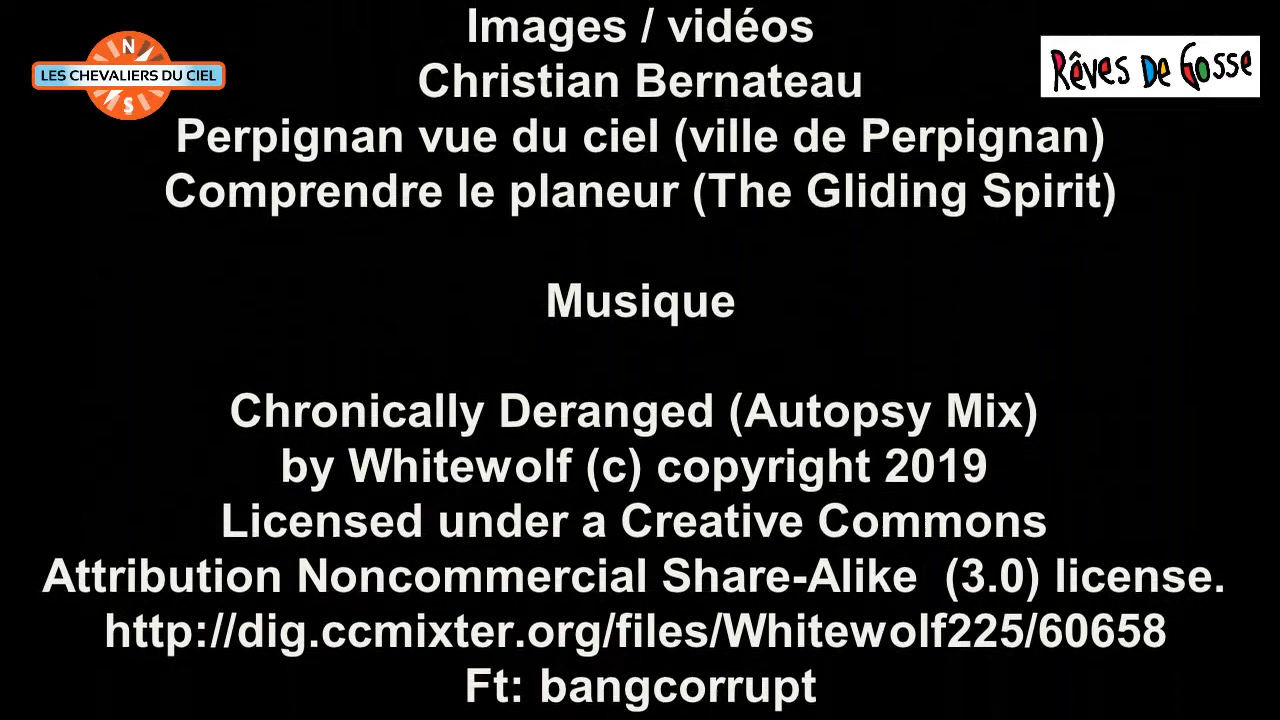 Images / vidéos
N
LES CHEVALIERS DU CIEL
S
Rêves De Gosse
Christian Bernateau
Perpignan vue du ciel (ville de Perpignan)
Comprendre le planeur (The Gliding Spirit)
Musique
Chronically Deranged (Autopsy Mix)
by Whitewolf (c) copyright 2019
Licensed under a Creative Commons
Attribution Noncommercial Share-Alike  (3.0) license.
http://dig.ccmixter.org/files/Whitewolf225/60658
Ft: bangcorrupt